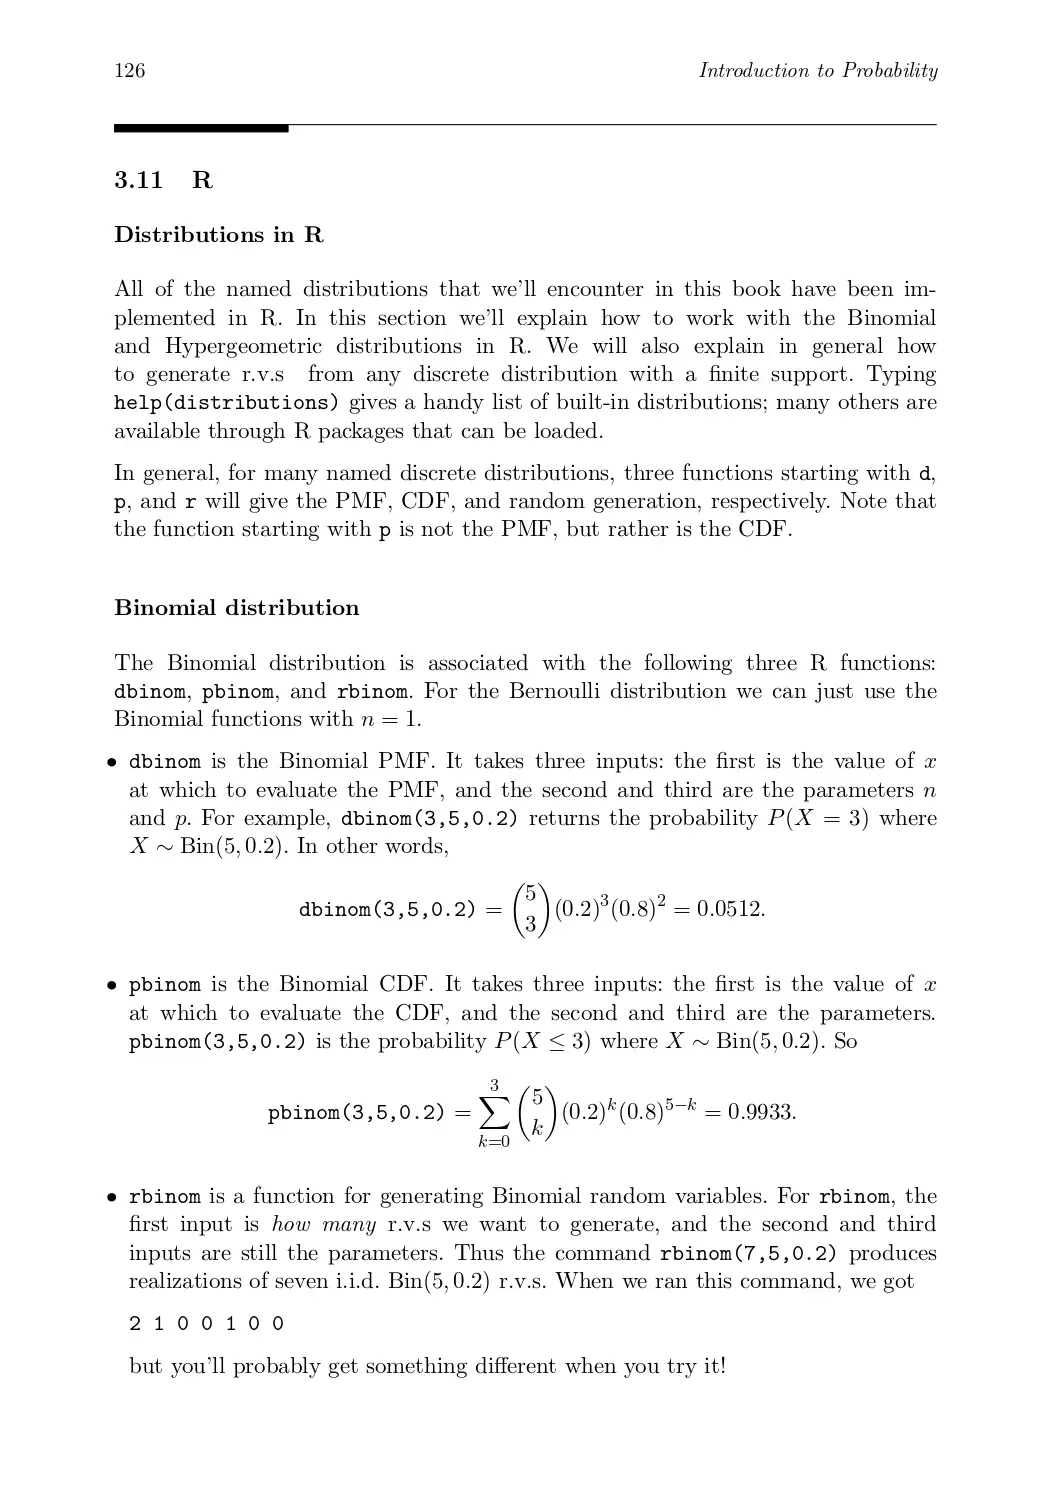 126 Introduction to Probability
3.11 R
Distributions in R
All of the named distributions that we'll encounter in this book have been im-
plemented in R. In this section we'll explain how to work with the Binomial
and Hypergeometric distributions in R. We will also explain in general how
to generate r.v.s from any discrete distribution with a finite support. Typing
help(distributions) gives a handy list of built-in distributions; many others are
available through R packages that can be loaded.
In general, for many named discrete distributions, three functions starting with d,
p, and r will give the PMF, CDF, and random generation, respectively. Note that
the function starting with p is not the PMF, but rather is the CDF.
Binomial distribution
The Binomial distribution is associated with the following three R functions:
dbinom, pbinom, and rbinom. For the Bernoulli distribution we can just use the
Binomial functions with n = 1.
• dbinom is the Binomial PMF. It takes three inputs: the first is the value of x
at which to evaluate the PMF, and the second and third are the parameters n
and p. For example, dbinom(3,5,0.2) returns the probability P(X = 3) where
X ∼ Bin(5, 0.2). In other words,
dbinom(3,5,0.2) = (5 3)(0.2)³(0.8)² = 0.0512.
• pbinom is the Binomial CDF. It takes three inputs: the first is the value of x
at which to evaluate the CDF, and the second and third are the parameters.
pbinom(3,5,0.2) is the probability P(X ≤ 3) where X ∼ Bin(5, 0.2). So
pbinom(3,5,0.2) = ∑_{k=0}^{3} (5 k)(0.2)^k(0.8)^{5−k} = 0.9933.
• rbinom is a function for generating Binomial random variables. For rbinom, the
first input is how many r.v.s we want to generate, and the second and third
inputs are still the parameters. Thus the command rbinom(7,5,0.2) produces
realizations of seven i.i.d. Bin(5, 0.2) r.v.s. When we ran this command, we got
2 1 0 0 1 0 0
but you'll probably get something different when you try it!